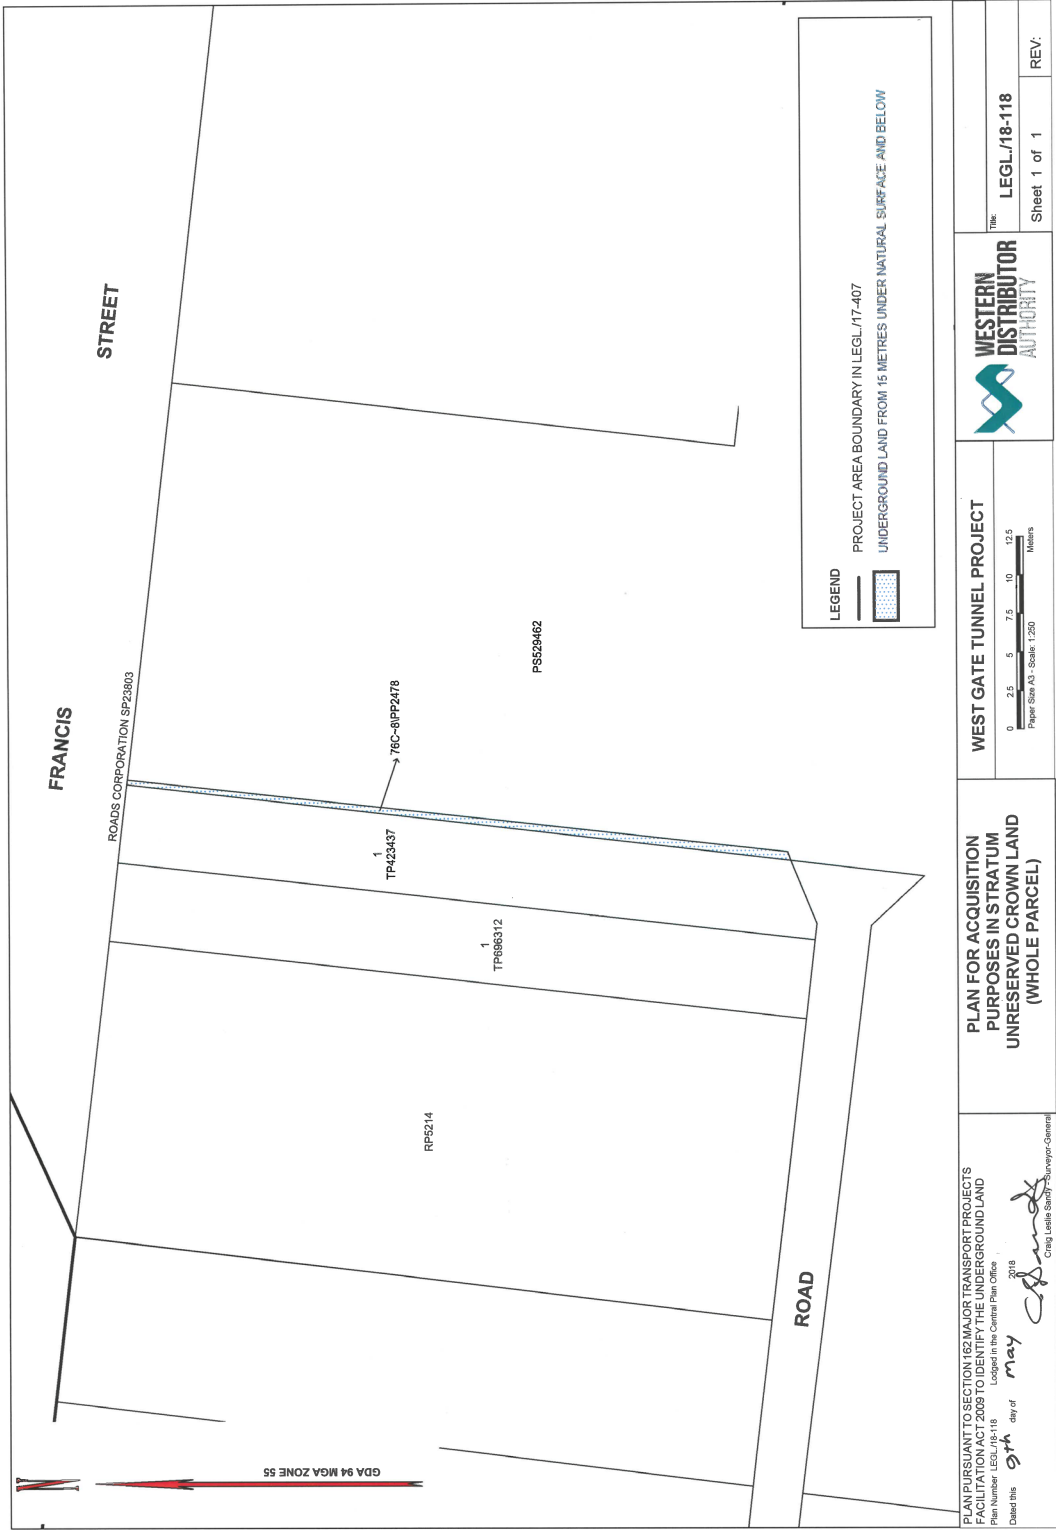 FRANCIS
STREET
ROADS CORPORATION SP23803
76C~8\PP2478
1
TP423437
1
TP696312
PS529462
RP5214
ROAD
GDA 94 MGA ZONE 55
N
LEGEND
PROJECT AREA BOUNDARY IN LEGL./17-407
UNDERGROUND LAND FROM 15 METRES UNDER NATURAL SURFACE AND BELOW
PLAN PURSUANT TO SECTION 162 MAJOR TRANSPORT PROJECTS
FACILITATION ACT 2009 TO IDENTIFY THE UNDERGROUND LAND
Plan Number LEGL./18-118 Lodged in the Central Plan Office
Dated this 9th day of may 2018
Craig Leslie Sandy - Surveyor-General
PLAN FOR ACQUISITION
PURPOSES IN STRATUM
UNRESERVED CROWN LAND
(WHOLE PARCEL)
WEST GATE TUNNEL PROJECT
0 2.5 5 7.5 10 12.5
Meters
Paper Size A3 - Scale: 1:250
WESTERN
DISTRIBUTOR
AUTHORITY
Title:
LEGL./18-118
Sheet 1 of 1
REV: